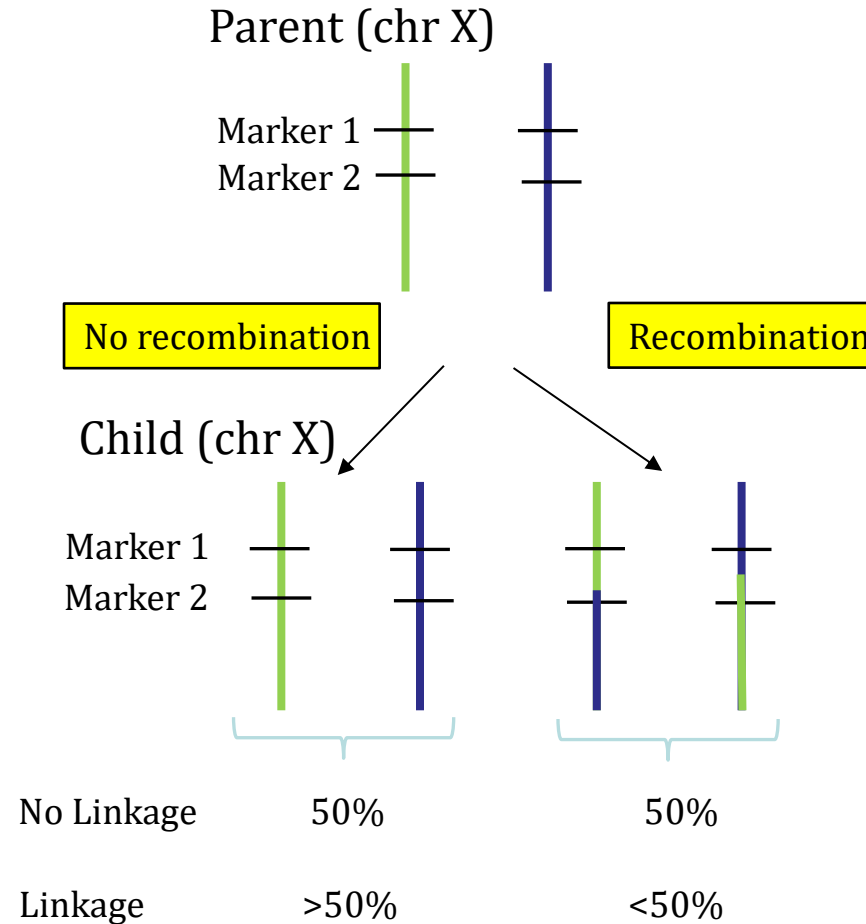 Parent (chr X)
Marker 1
Marker 2
No recombination
Recombination
Child (chr X)
Marker 1
Marker 2
No Linkage 50% 50%
Linkage >50% <50%